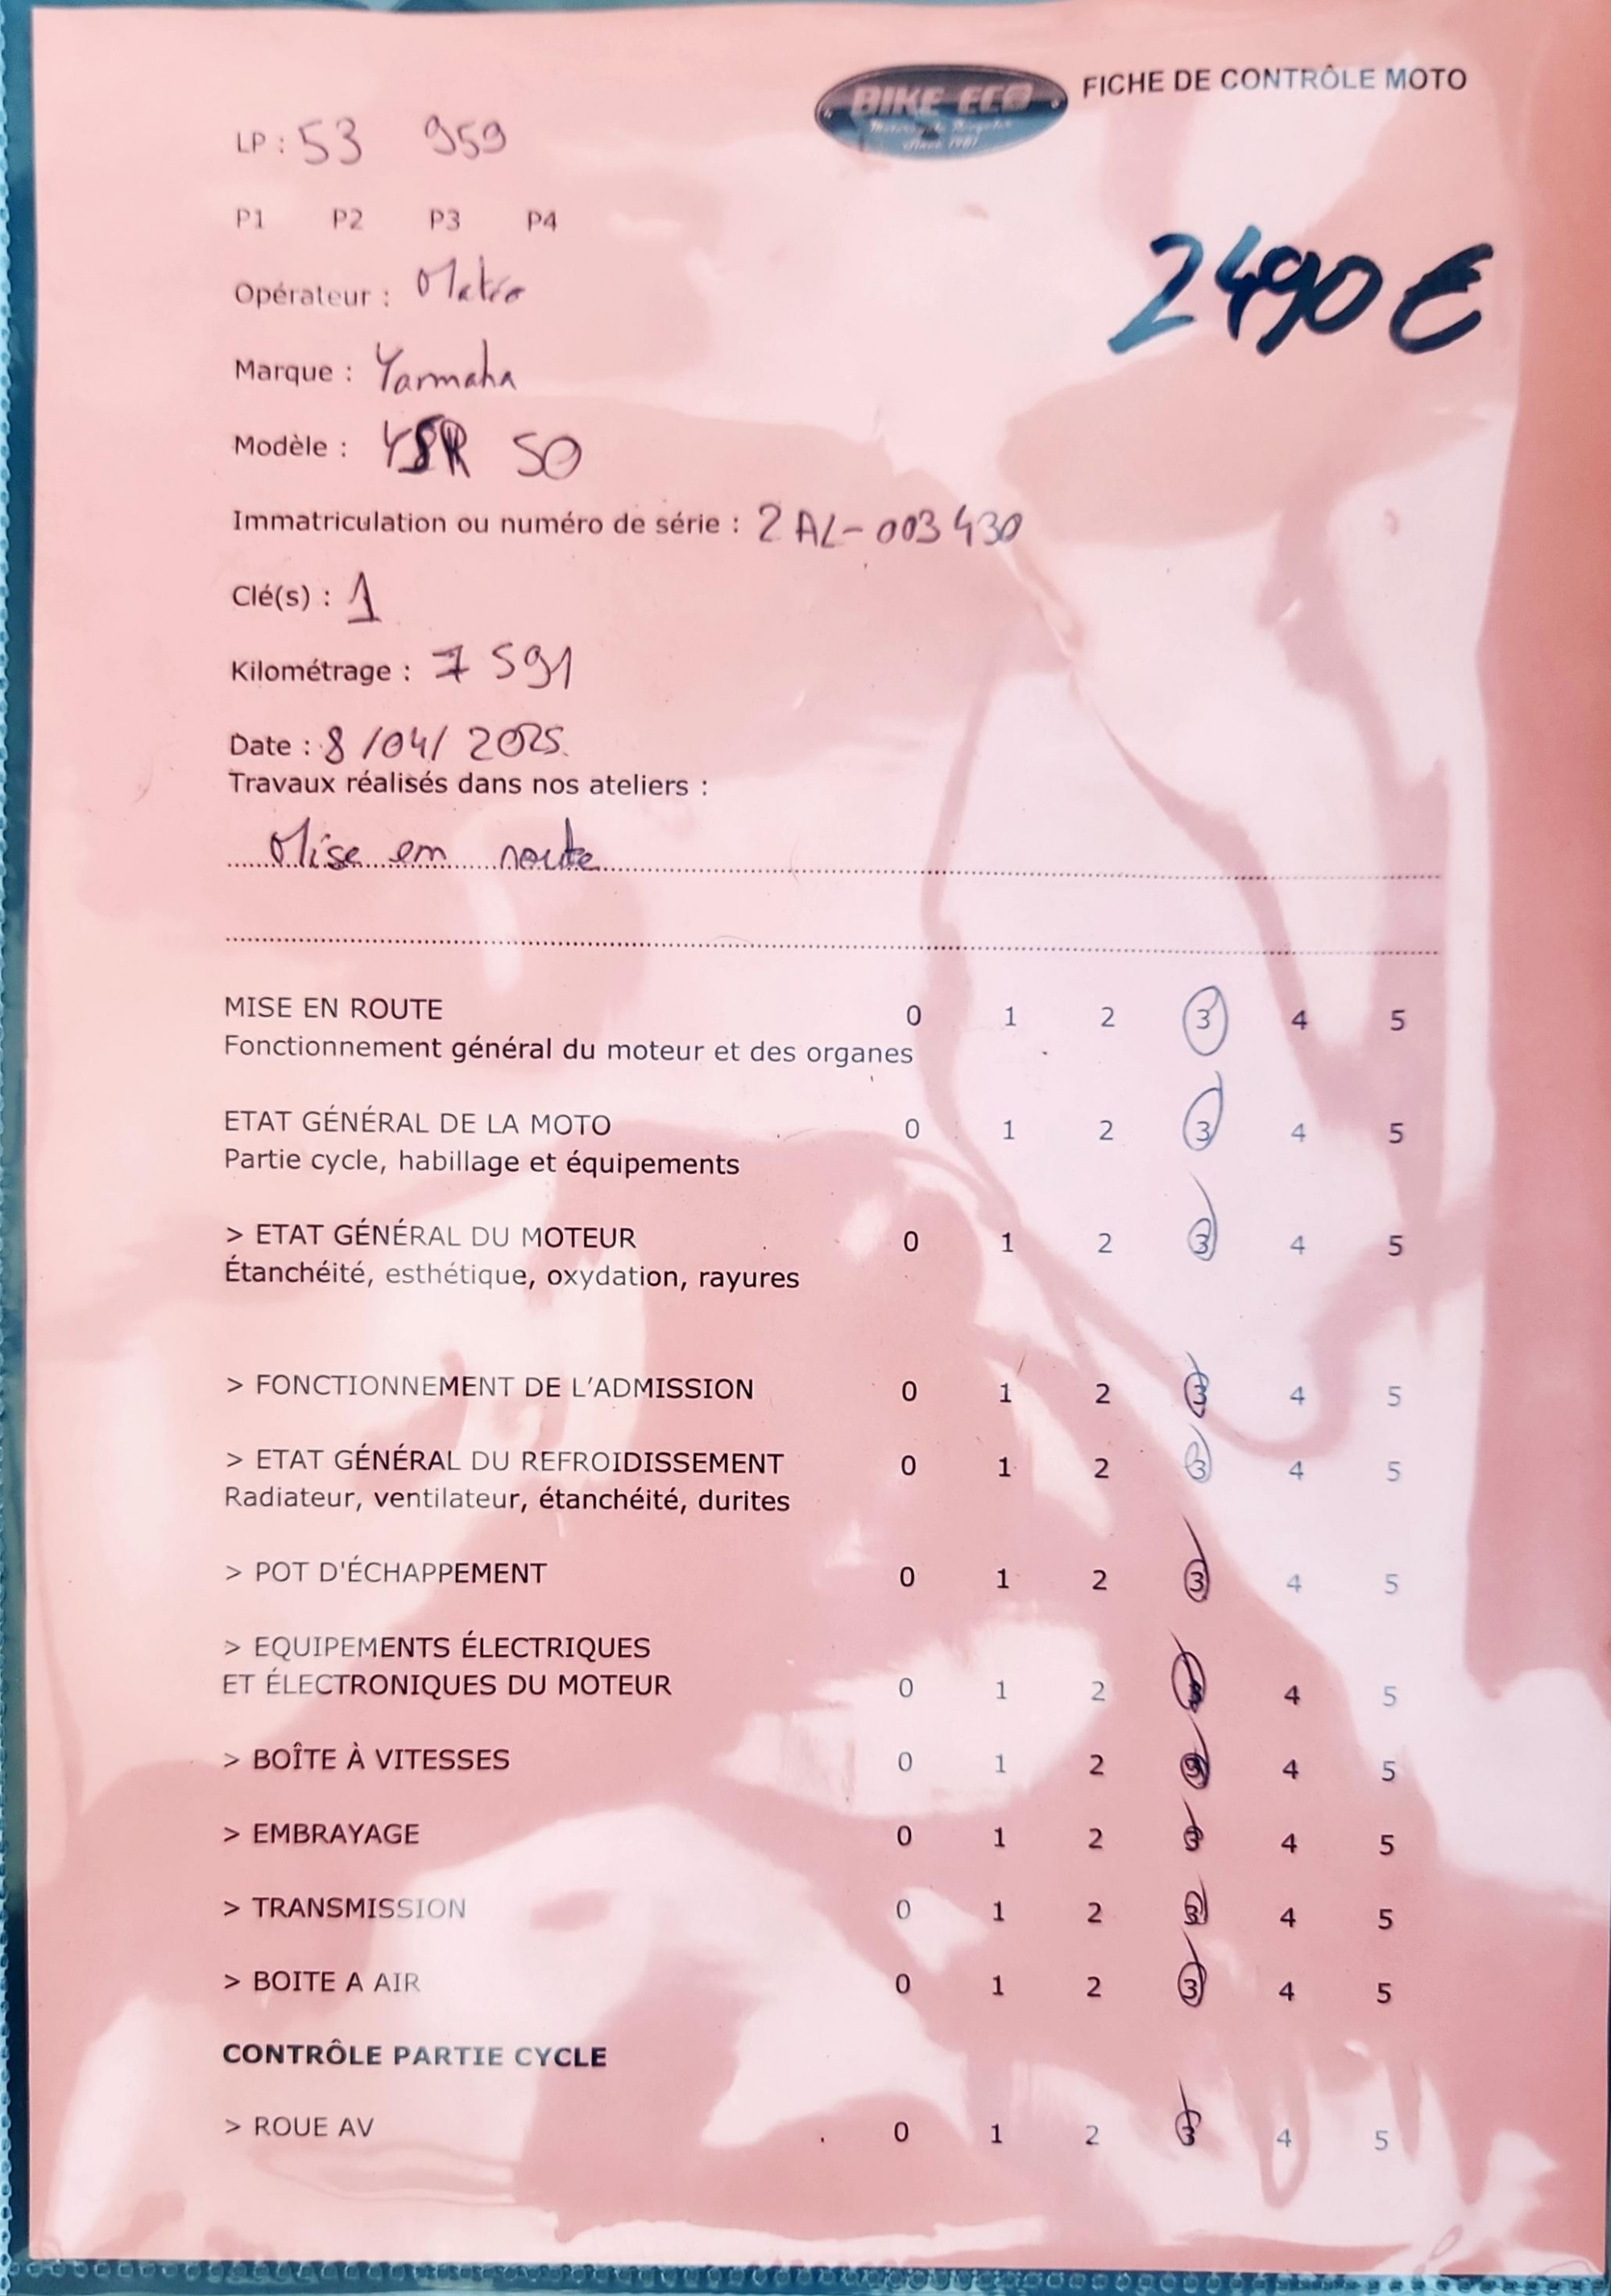 BIKE ECO
Motorcycle Recycler
Since 1981
FICHE DE CONTRÔLE MOTO
LP : 53 959
P1 P2 P3 P4
2490 €
Opérateur :
Marque : Yarmaha
Modèle : YSR 50
Immatriculation ou numéro de série : 2AL-003430
Clé(s) : 1
Kilométrage : 7 591
Date : 8/04/2025
Travaux réalisés dans nos ateliers :
Mise en route
MISE EN ROUTE 0 1 2 3 4 5
Fonctionnement général du moteur et des organes
ETAT GÉNÉRAL DE LA MOTO 0 1 2 3 4 5
Partie cycle, habillage et équipements
> ETAT GÉNÉRAL DU MOTEUR 0 1 2 3 4 5
Étanchéité, esthétique, oxydation, rayures
> FONCTIONNEMENT DE L'ADMISSION 0 1 2 3 4 5
> ETAT GÉNÉRAL DU REFROIDISSEMENT 0 1 2 3 4 5
Radiateur, ventilateur, étanchéité, durites
> POT D'ÉCHAPPEMENT 0 1 2 3 4 5
> EQUIPEMENTS ÉLECTRIQUES
ET ÉLECTRONIQUES DU MOTEUR 0 1 2 3 4 5
> BOÎTE À VITESSES 0 1 2 3 4 5
> EMBRAYAGE 0 1 2 3 4 5
> TRANSMISSION 0 1 2 3 4 5
> BOITE A AIR 0 1 2 3 4 5
CONTRÔLE PARTIE CYCLE
> ROUE AV 0 1 2 3 4 5